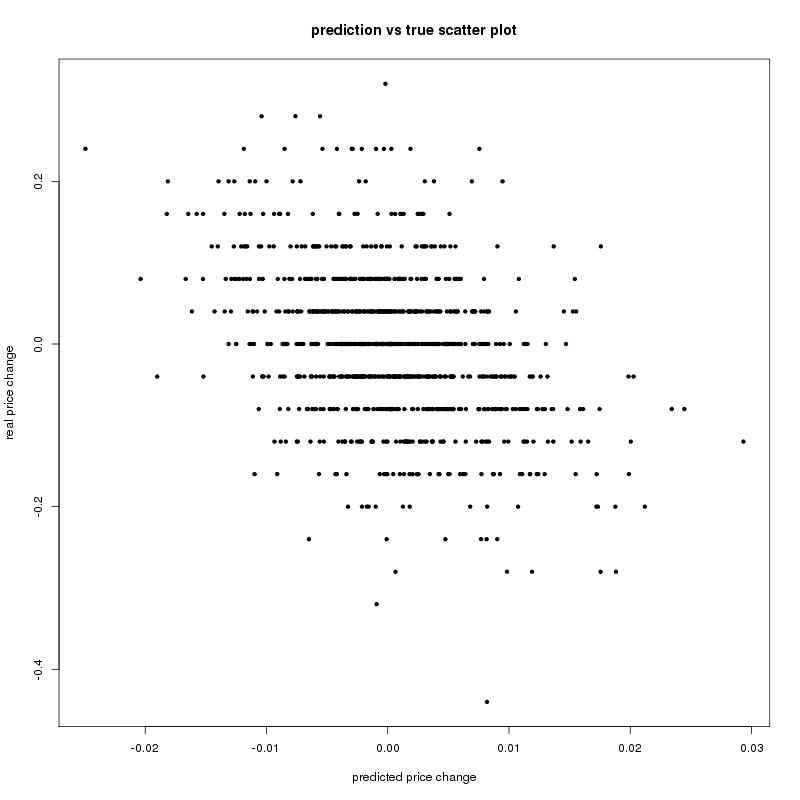 prediction vs true scatter plot
real price change
0.2
0.0
-0.2
-0.4
-0.02 -0.01 0.00 0.01 0.02 0.03
predicted price change